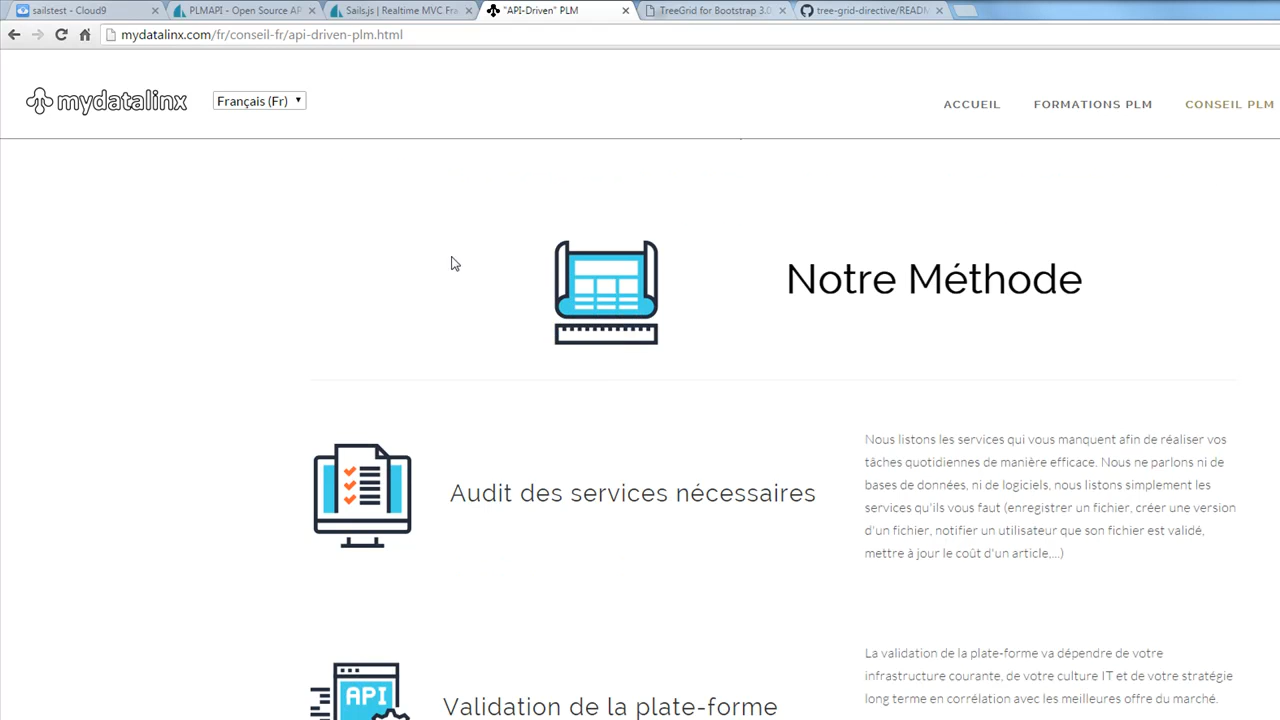 sailstest - Cloud9
PLMAPI - Open Source AP
Sails.js | Realtime MVC Fra
"API-Driven" PLM
TreeGrid for Bootstrap 3.0
tree-grid-directive/READ
mydatalinx.com/fr/conseil-fr/api-driven-plm.html
mydatalinx
Français (Fr)
ACCUEIL
FORMATIONS PLM
CONSEIL PLM
Notre Méthode
Audit des services nécessaires
Nous listons les services qui vous manquent afin de réaliser vos
tâches quotidiennes de manière efficace. Nous ne parlons ni de
bases de données, ni de logiciels, nous listons simplement les
services qu'ils vous faut (enregistrer un fichier, créer une version
d'un fichier, notifier un utilisateur que son fichier est validé,
mettre à jour le coût d'un article,...)
API
Validation de la plate-forme
La validation de la plate-forme va dépendre de votre
infrastructure courante, de votre culture IT et de votre stratégie
long terme en corrélation avec les meilleures offre du marché.